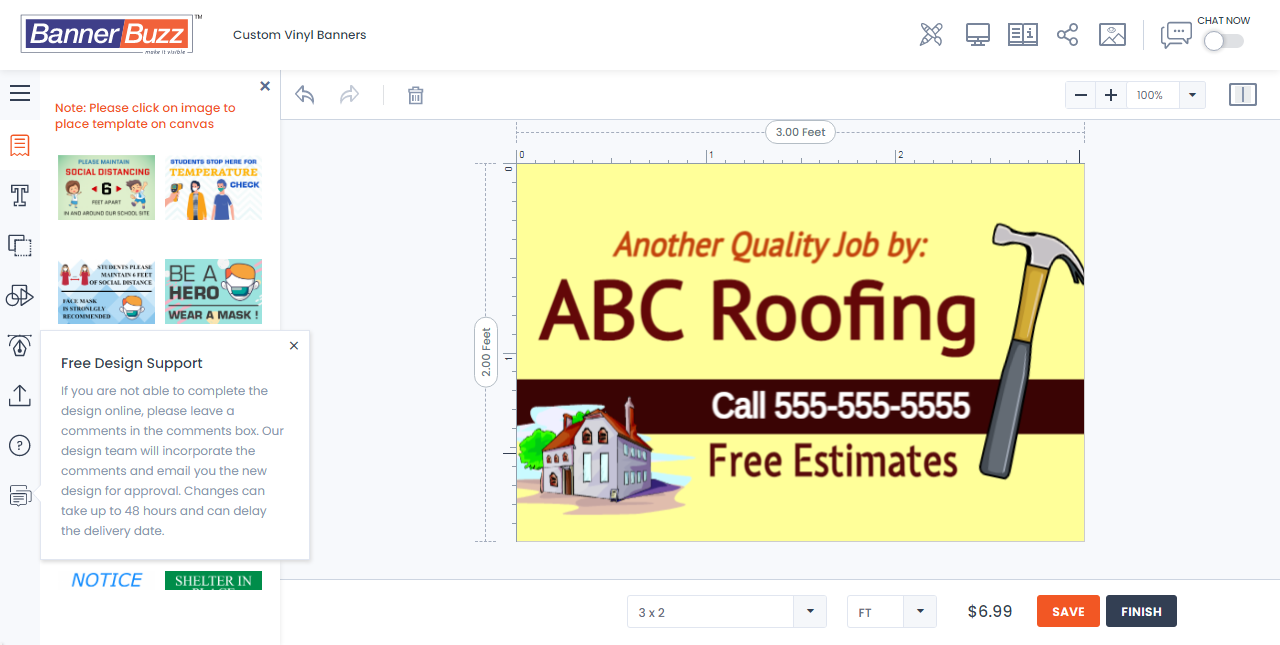 BannerBuzz™
make it visible
Custom Vinyl Banners
CHAT NOW
Note: Please click on image to
place template on canvas
100%
PLEASE MAINTAIN
SOCIAL DISTANCING
6
FEET APART
IN AND AROUND OUR SCHOOL SITE
STUDENTS STOP HERE FOR
TEMPERATURE
CHECK
STUDENTS PLEASE
MAINTAIN 6 FEET
OF SOCIAL DISTANCE
FACE MASK
IS STRONLGLY
RECOMMENDED
BE A
HERO
WEAR A MASK !
Free Design Support
If you are not able to complete the
design online, please leave a
comments in the comments box. Our
design team will incorporate the
comments and email you the new
design for approval. Changes can
take up to 48 hours and can delay
the delivery date.
NOTICE
SHELTER IN
PLACE
3.00 Feet
0 1 2
0
2.00 Feet
1
Another Quality Job by:
ABC Roofing
Call 555-555-5555
Free Estimates
3 x 2
FT
$6.99
SAVE
FINISH